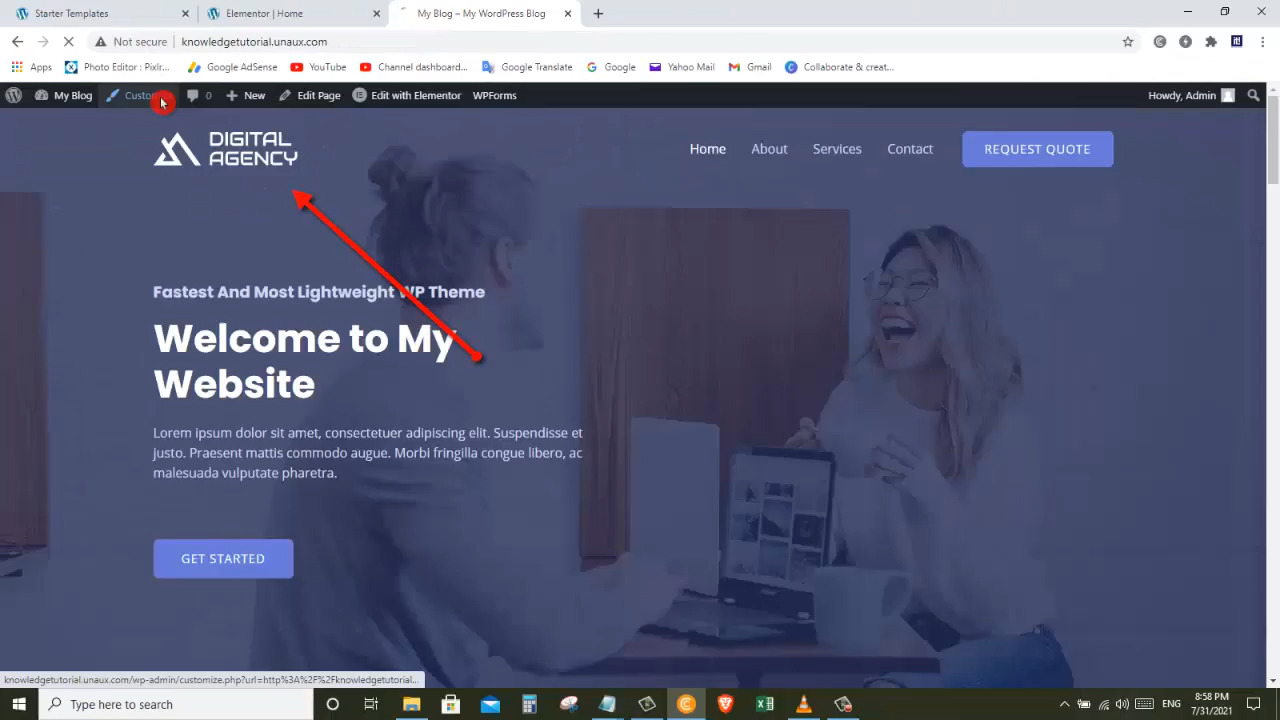 Starter Templates
Elementor | Home
My Blog – My WordPress Blog
Not secure | knowledgetutorial.unaux.com
Apps
Photo Editor : Pixlr...
Google AdSense
YouTube
Channel dashboard...
Google Translate
Google
Yahoo Mail
Gmail
Collaborate & creat...
My Blog
0
New
Edit Page
Edit with Elementor
WPForms
Howdy, Admin
DIGITAL
AGENCY
Home
About
Services
Contact
REQUEST QUOTE
Fastest And Most Lightweight WP Theme
Welcome to My
Website
Lorem ipsum dolor sit amet, consectetuer adipiscing elit. Suspendisse et
justo. Praesent mattis commodo augue. Morbi fringilla congue libero, ac
malesuada vulputate pharetra.
GET STARTED
knowledgetutorial.unaux.com/wp-admin/customize.php?url=http%3A%2F%2Fknowledgetutorial...
Type here to search
ENG
8:58 PM
7/31/2021